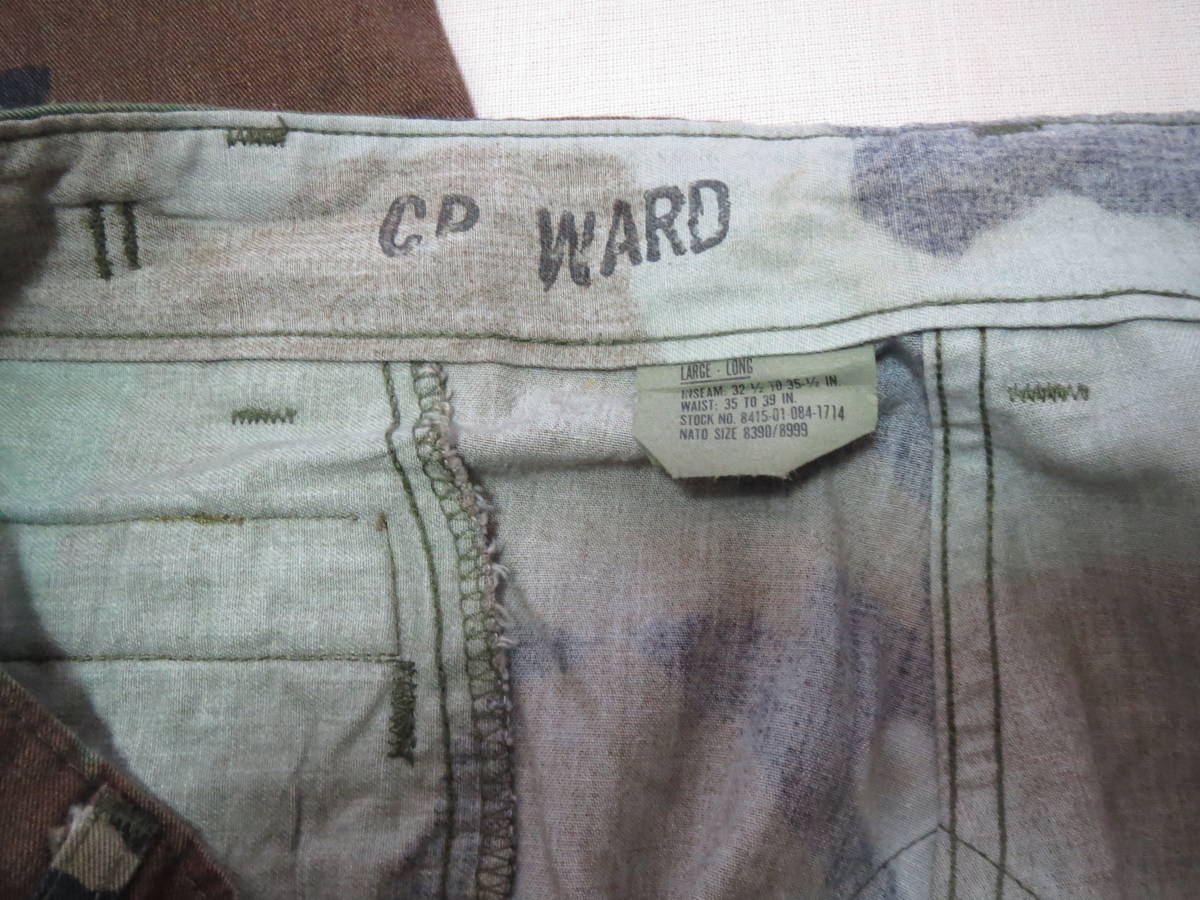 CP WARD
LARGE - LONG
INSEAM: 32 ½ TO 35-½ IN.
WAIST: 35 TO 39 IN.
STOCK NO. 8415-01-084-1714
NATO SIZE 8390/8999